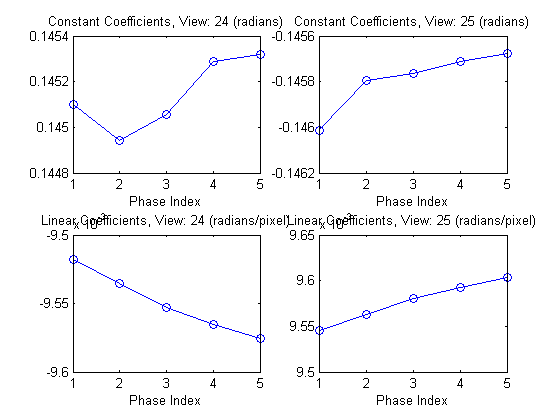 Constant Coefficients, View: 24 (radians)
0.1454
0.1452
0.145
0.1448
1 2 3 4 5
Phase Index
Constant Coefficients, View: 25 (radians)
-0.1456
-0.1458
-0.146
-0.1462
1 2 3 4 5
Phase Index
Linear Coefficients, View: 24 (radians/pixel)
-9.5
-9.55
-9.6
1 2 3 4 5
Phase Index
Linear Coefficients, View: 25 (radians/pixel)
9.65
9.6
9.55
9.5
1 2 3 4 5
Phase Index